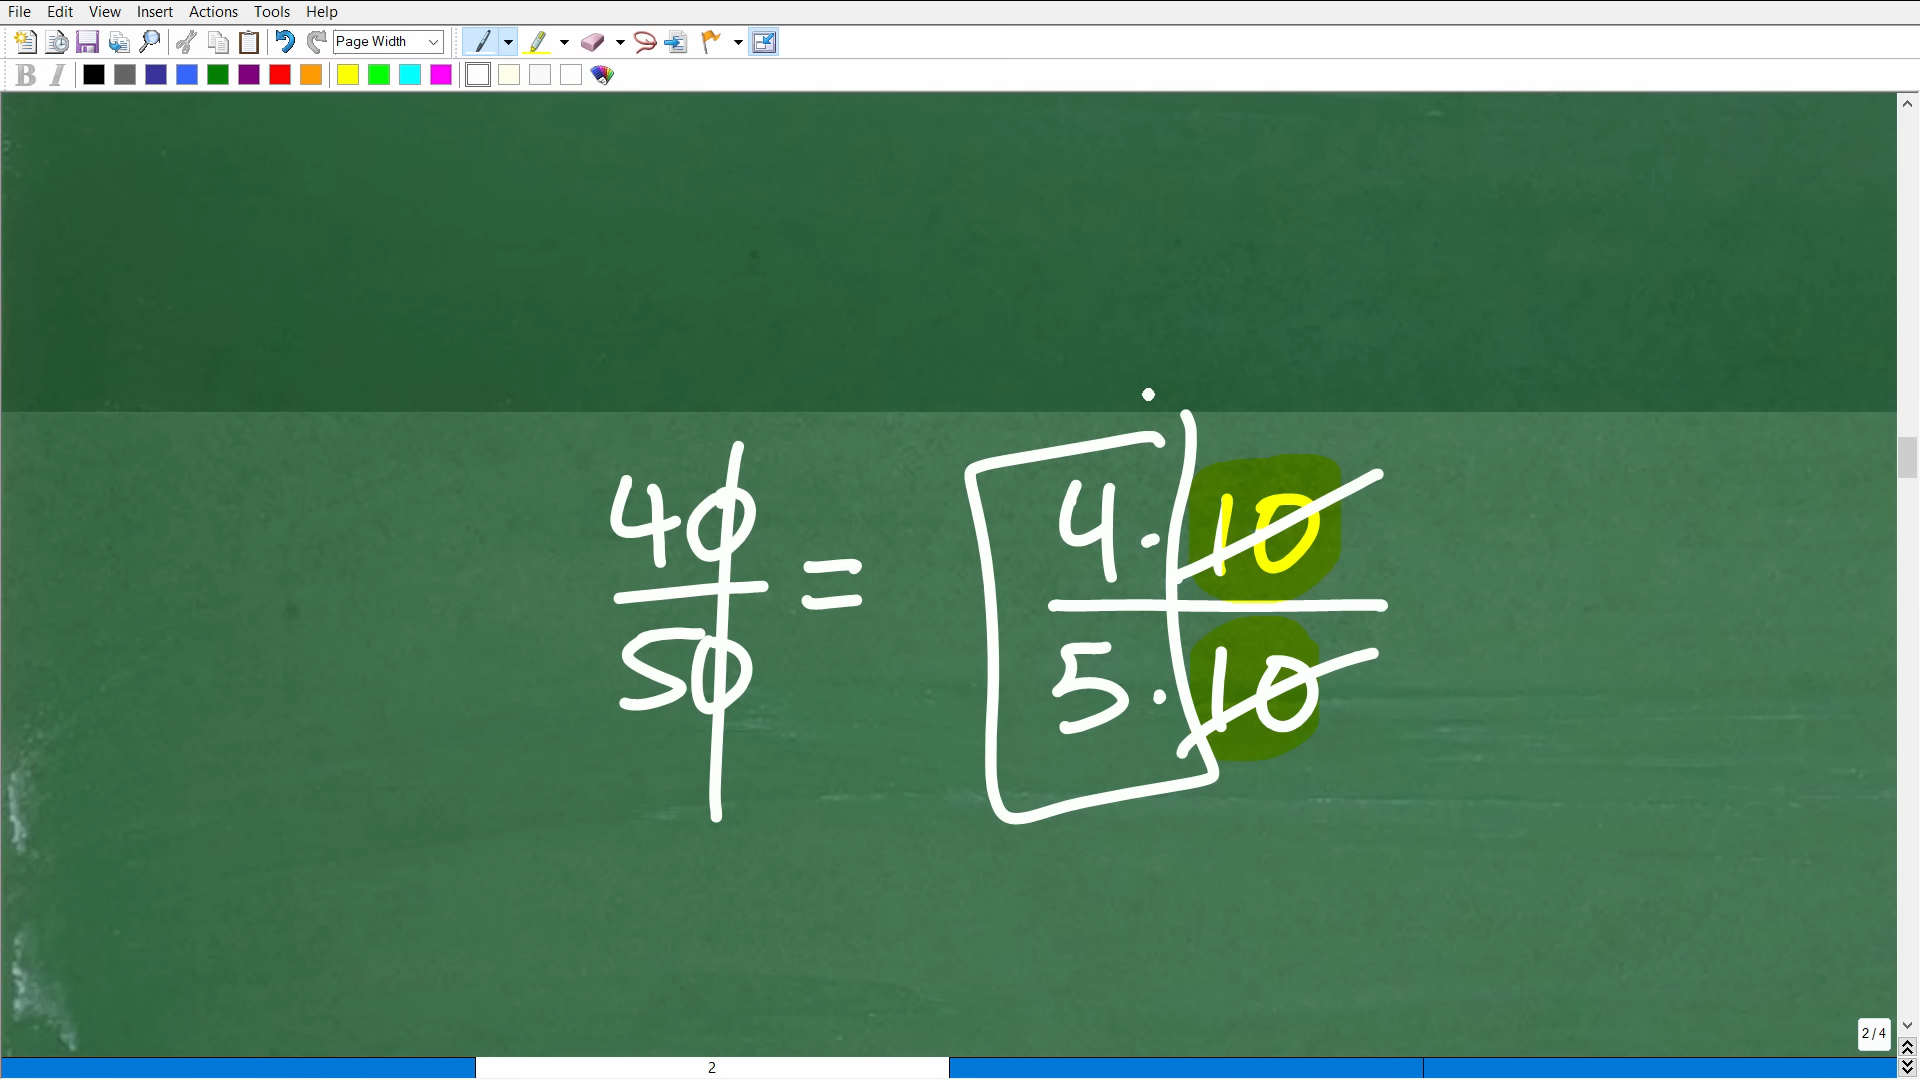 File Edit View Insert Actions Tools Help
Page Width
B I
40 = 4 · 10
50 5 · 10
2 / 4
2